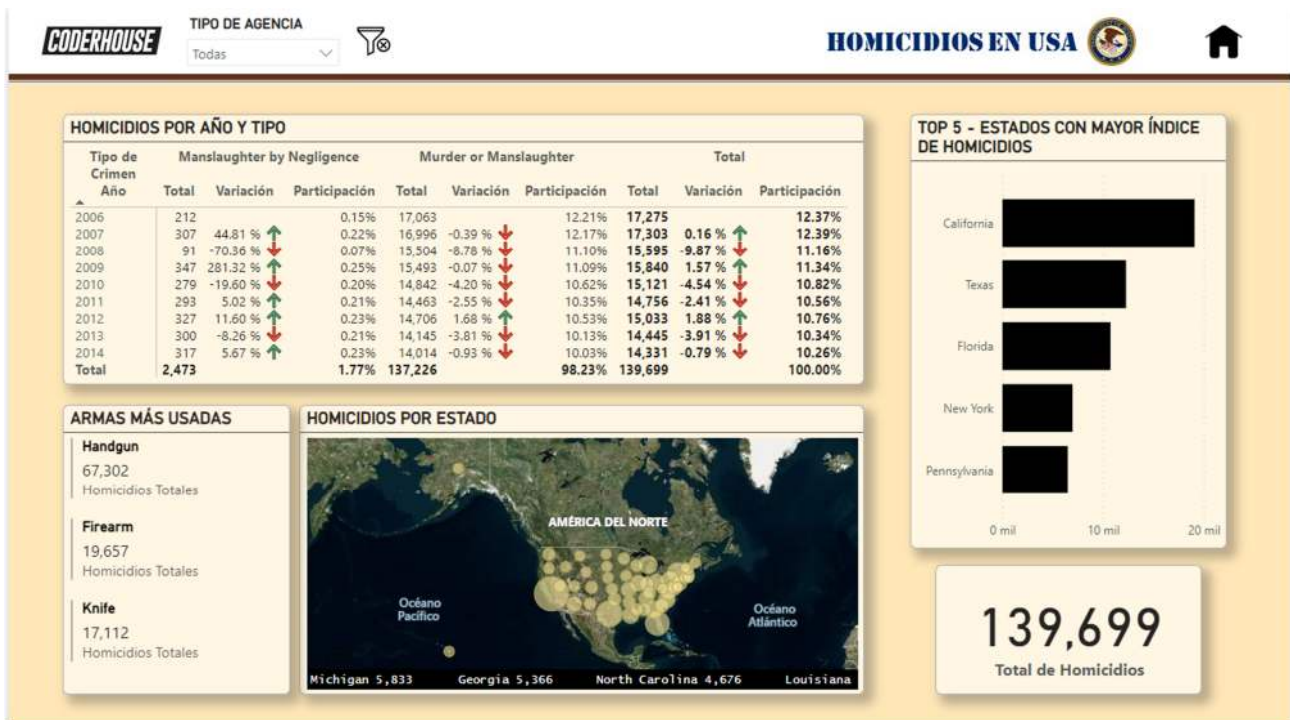 CODERHOUSE
TIPO DE AGENCIA
Todas
HOMICIDIOS EN USA
HOMICIDIOS POR AÑO Y TIPO
Tipo de Crimen Manslaughter by Negligence Murder or Manslaughter Total
Año Total Variación Participación Total Variación Participación Total Variación Participación
2006 212 0.15% 17,063 12.21% 17,275 12.37%
2007 307 44.81 % 0.22% 16,996 -0.39 % 12.17% 17,303 0.16 % 12.39%
2008 91 -70.36 % 0.07% 15,504 -8.78 % 11.10% 15,595 -9.87 % 11.16%
2009 347 281.32 % 0.25% 15,493 -0.07 % 11.09% 15,840 1.57 % 11.34%
2010 279 -19.60 % 0.20% 14,842 -4.20 % 10.62% 15,121 -4.54 % 10.82%
2011 293 5.02 % 0.21% 14,463 -2.55 % 10.35% 14,756 -2.41 % 10.56%
2012 327 11.60 % 0.23% 14,706 1.68 % 10.53% 15,033 1.88 % 10.76%
2013 300 -8.26 % 0.21% 14,145 -3.81 % 10.13% 14,445 -3.91 % 10.34%
2014 317 5.67 % 0.23% 14,014 -0.93 % 10.03% 14,331 -0.79 % 10.26%
Total 2,473 1.77% 137,226 98.23% 139,699 100.00%
TOP 5 - ESTADOS CON MAYOR ÍNDICE
DE HOMICIDIOS
California
Texas
Florida
New York
Pennsylvania
0 mil 10 mil 20 mil
ARMAS MÁS USADAS
Handgun
67,302
Homicidios Totales
Firearm
19,657
Homicidios Totales
Knife
17,112
Homicidios Totales
HOMICIDIOS POR ESTADO
AMÉRICA DEL NORTE
Océano
Pacífico
Océano
Atlántico
Michigan 5,833 Georgia 5,366 North Carolina 4,676 Louisiana
139,699
Total de Homicidios